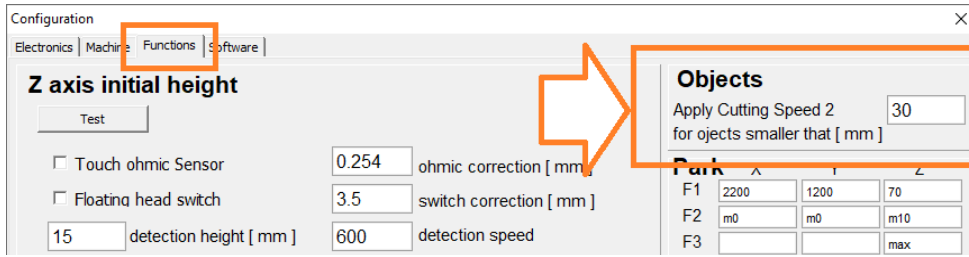 Configuration
Electronics Machine Functions Software
Z axis initial height
Test
Touch ohmic Sensor 0.254 ohmic correction [ mm ]
Floating head switch 3.5 switch correction [ mm ]
15 detection height [ mm ] 600 detection speed
Objects
Apply Cutting Speed 2 30
for ojects smaller that [ mm ]
Park X Y Z
F1 2200 1200 70
F2 m0 m0 m10
F3 max